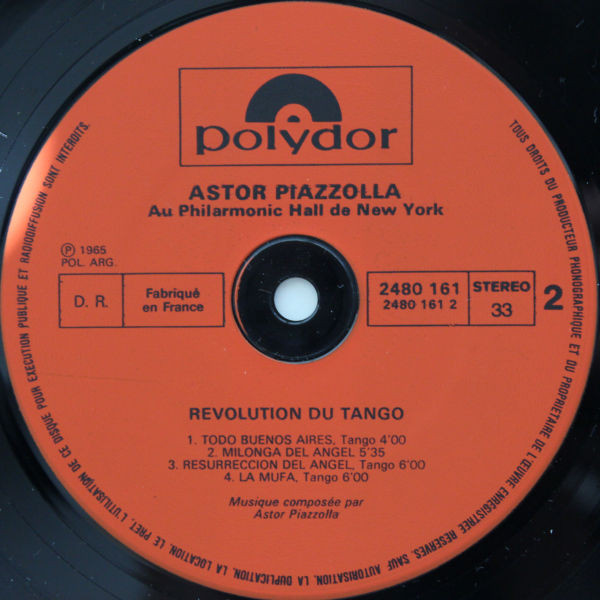 polydor
ASTOR PIAZZOLLA
Au Philarmonic Hall de New York
Ⓟ 1965
POL. ARG.
D. R.
Fabriqué
en France
2480 161
2480 161 2
STEREO
33
2
REVOLUTION DU TANGO
1. TODO BUENOS AIRES, Tango 4'00
2. MILONGA DEL ANGEL 5'35
3. RESURRECCION DEL ANGEL, Tango 6'00
4. LA MUFA, Tango 6'00
Musique composée par
Astor Piazzolla
TOUS DROITS DU PRODUCTEUR PHONOGRAPHIQUE ET DU PROPRIETAIRE DE L'ŒUVRE ENREGISTREE RESERVES. SAUF AUTORISATION, LA DUPLICATION, LA LOCATION, LE PRET, L'UTILISATION DE CE DISQUE POUR EXECUTION PUBLIQUE ET RADIODIFFUSION SONT INTERDITS.